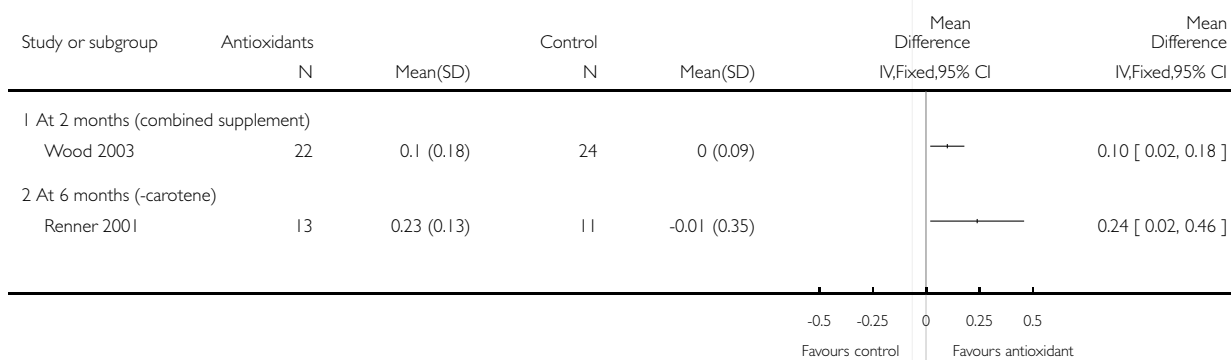 Study or subgroup Antioxidants Control Mean Difference Mean Difference
N Mean(SD) N Mean(SD) IV,Fixed,95% CI IV,Fixed,95% CI
1 At 2 months (combined supplement)
Wood 2003 22 0.1 (0.18) 24 0 (0.09) 0.10 [ 0.02, 0.18 ]
2 At 6 months (-carotene)
Renner 2001 13 0.23 (0.13) 11 -0.01 (0.35) 0.24 [ 0.02, 0.46 ]
-0.5 -0.25 0 0.25 0.5
Favours control Favours antioxidant